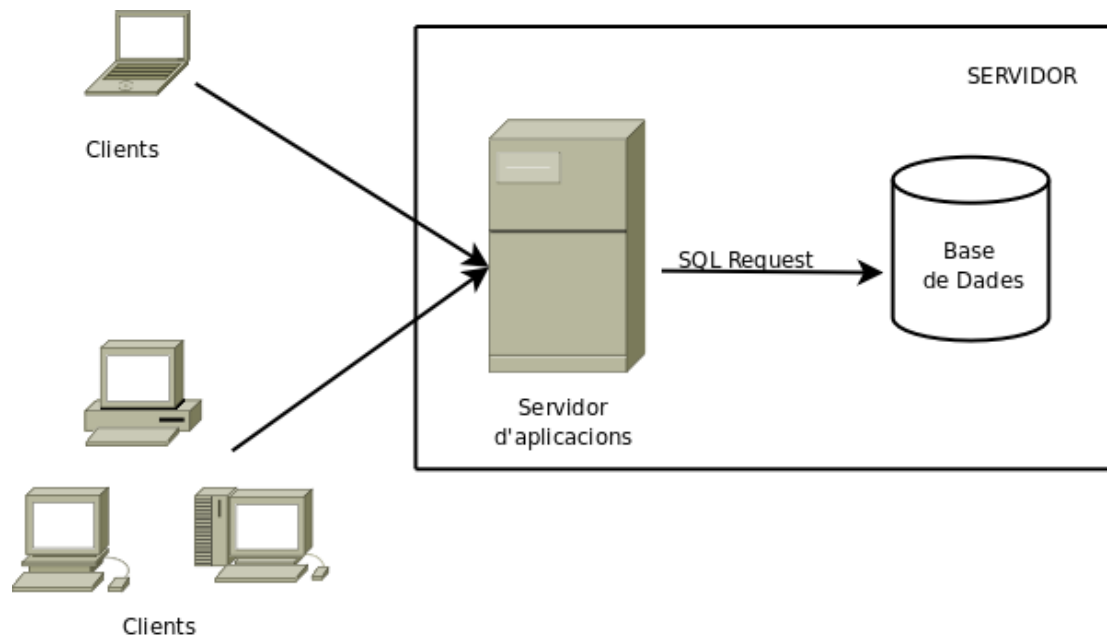 SERVIDOR
Clients
SQL Request
Base
de Dades
Servidor
d'aplicacions
Clients